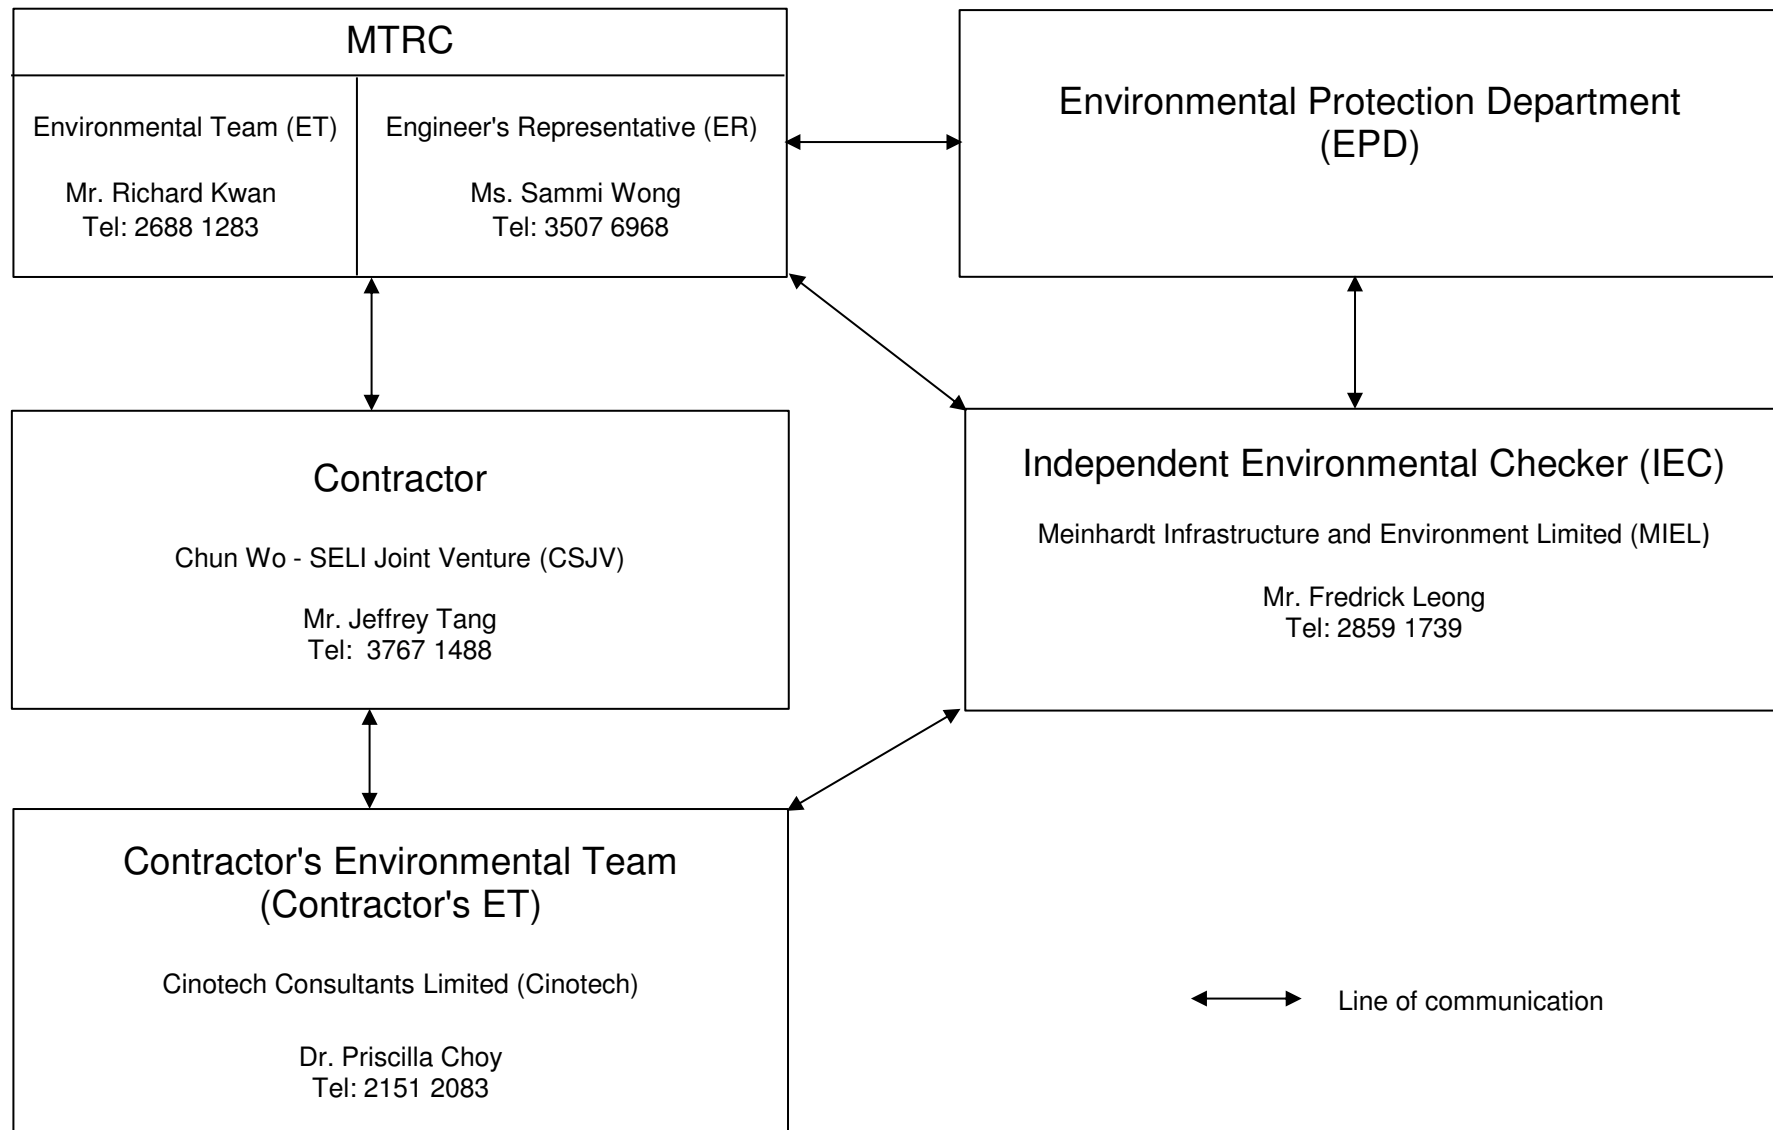 MTRC
Environmental Team (ET)
Mr. Richard Kwan
Tel: 2688 1283
Engineer's Representative (ER)
Ms. Sammi Wong
Tel: 3507 6968
Environmental Protection Department
(EPD)
Contractor
Chun Wo - SELI Joint Venture (CSJV)
Mr. Jeffrey Tang
Tel:  3767 1488
Independent Environmental Checker (IEC)
Meinhardt Infrastructure and Environment Limited (MIEL)
Mr. Fredrick Leong
Tel: 2859 1739
Contractor's Environmental Team
(Contractor's ET)
Cinotech Consultants Limited (Cinotech)
Dr. Priscilla Choy
Tel: 2151 2083
Line of communication